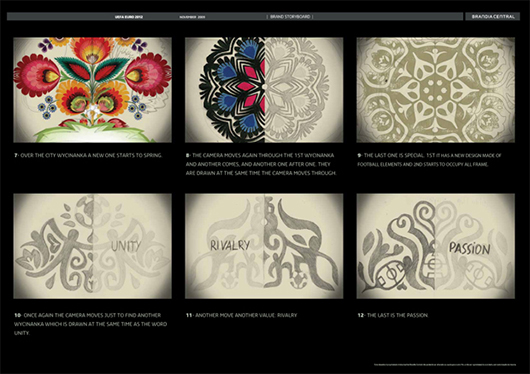 UEFA EURO 2012
NOVEMBER 2009
| BRAND STORYBOARD |
BRANDIA CENTRAL
7- OVER THE CITY WYCINANKA A NEW ONE STARTS TO SPRING.
8- THE CAMERA MOVES AGAIN THROUGH THE 1ST WYCINANKA
AND ANOTHER COMES, AND ANOTHER ONE AFTER ONE. THEY
ARE DRAWN AT THE SAME TIME THE CAMERA MOVES THROUGH.
9- THE LAST ONE IS SPECIAL. 1ST IT HAS A NEW DESIGN MADE OF
FOOTBALL ELEMENTS AND 2ND STARTS TO OCCUPY ALL FRAME.
UNITY
RIVALRY
PASSION
10- ONCE AGAIN THE CAMERA MOVES JUST TO FIND ANOTHER
WYCINANKA WHICH IS DRAWN AT THE SAME TIME AS THE WORD
UNITY.
11- ANOTHER MOVE ANOTHER VALUE: RIVALRY
12- THE LAST IS THE PASSION